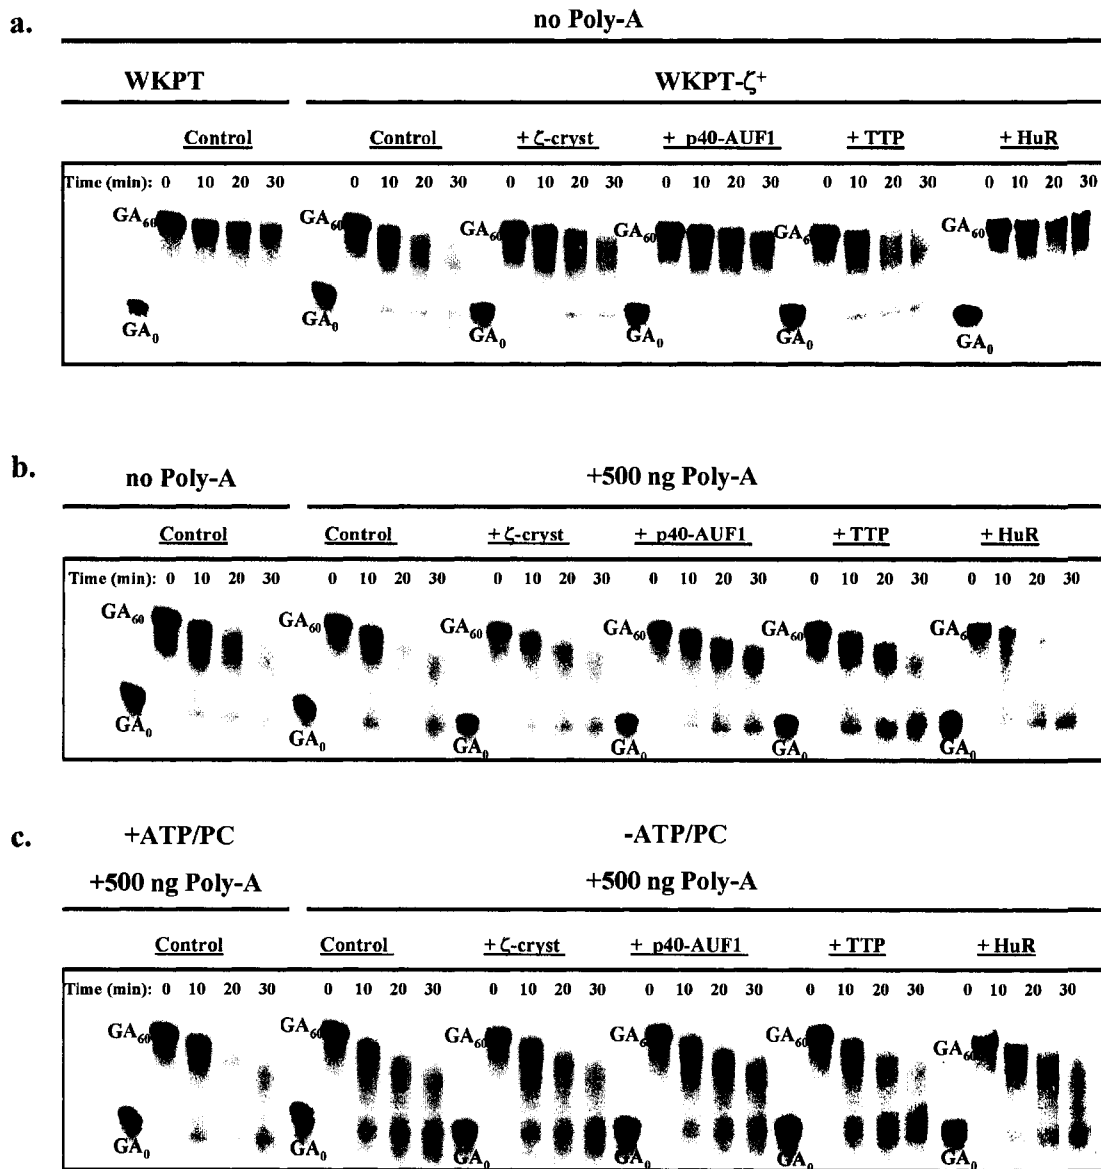 a.
no Poly-A
WKPT
WKPT-ζ+
Control
Control
+ ζ-cryst
+ p40-AUF1
+ TTP
+ HuR
Time (min): 0 10 20 30 0 10 20 30 0 10 20 30 0 10 20 30 0 10 20 30 0 10 20 30
GA60 GA60 GA60 GA60 GA60 GA60
GA0 GA0 GA0 GA0 GA0 GA0
b.
no Poly-A
+500 ng Poly-A
Control
Control
+ ζ-cryst
+ p40-AUF1
+ TTP
+ HuR
Time (min): 0 10 20 30 0 10 20 30 0 10 20 30 0 10 20 30 0 10 20 30 0 10 20 30
GA60 GA60 GA60 GA60 GA60 GA60
GA0 GA0 GA0 GA0 GA0 GA0
c.
+ATP/PC
-ATP/PC
+500 ng Poly-A
+500 ng Poly-A
Control
Control
+ ζ-cryst
+ p40-AUF1
+ TTP
+ HuR
Time (min): 0 10 20 30 0 10 20 30 0 10 20 30 0 10 20 30 0 10 20 30 0 10 20 30
GA60 GA60 GA60 GA60 GA60 GA60
GA0 GA0 GA0 GA0 GA0 GA0